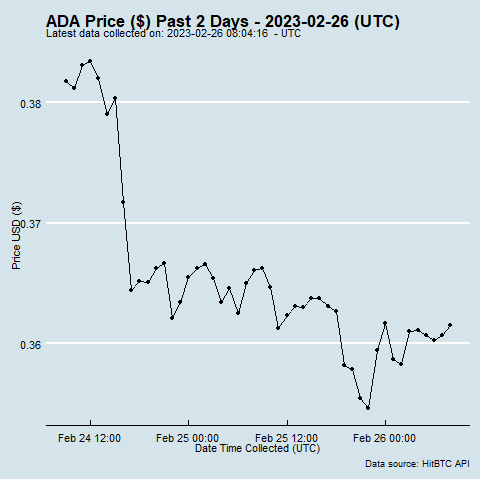 ADA Price ($) Past 2 Days - 2023-02-26 (UTC)
Latest data collected on: 2023-02-26 08:04:16  - UTC
0.38
0.37
0.36
Price USD ($)
Feb 24 12:00
Feb 25 00:00
Feb 25 12:00
Feb 26 00:00
Date Time Collected (UTC)
Data source: HitBTC API